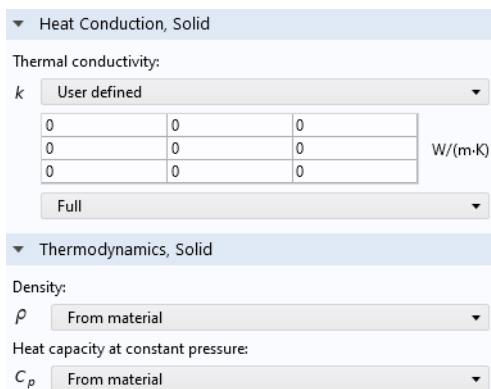 Heat Conduction, Solid
Thermal conductivity:
k User defined
0 0 0
0 0 0 W/(m·K)
0 0 0
Full
Thermodynamics, Solid
Density:
ρ From material
Heat capacity at constant pressure:
Cp From material